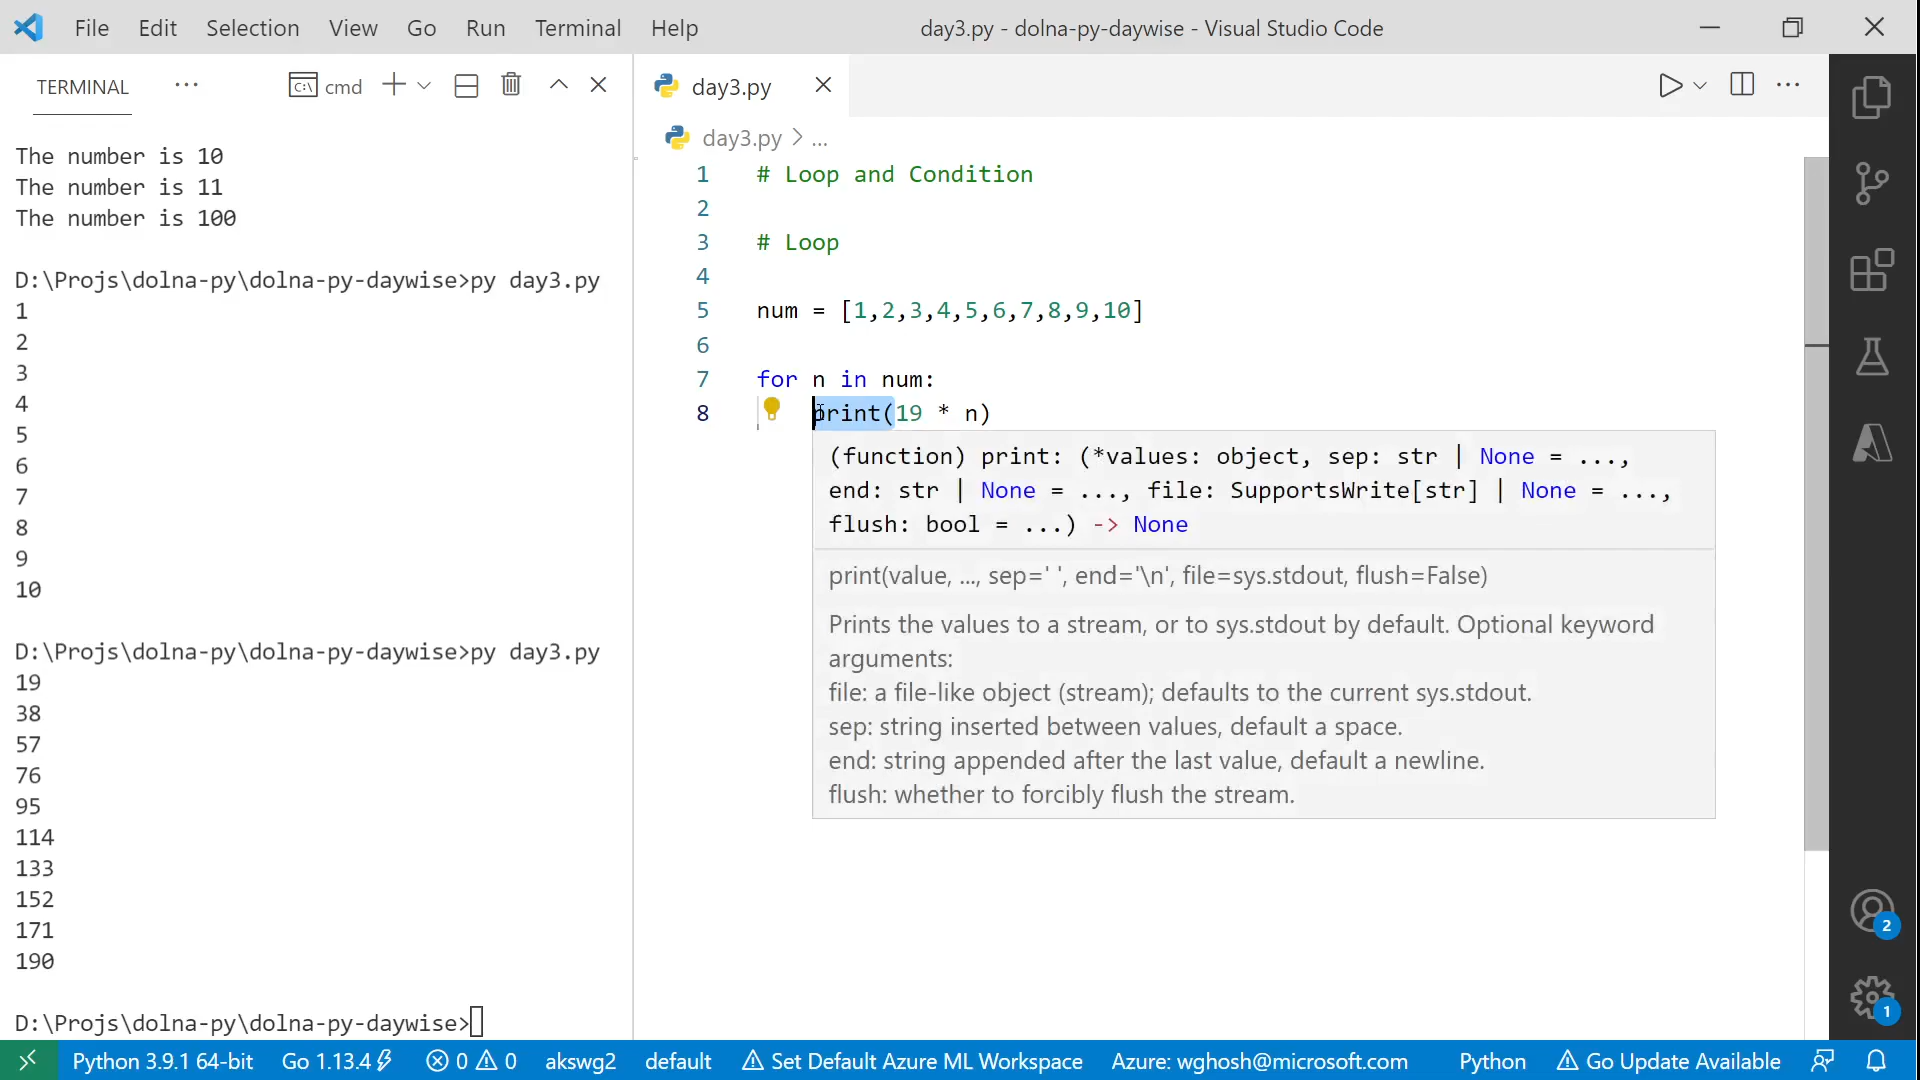 File Edit Selection View Go Run Terminal Help
day3.py - dolna-py-daywise - Visual Studio Code
TERMINAL
cmd
The number is 10
The number is 11
The number is 100
D:\Projs\dolna-py\dolna-py-daywise>py day3.py
1
2
3
4
5
6
7
8
9
10
D:\Projs\dolna-py\dolna-py-daywise>py day3.py
19
38
57
76
95
114
133
152
171
190
D:\Projs\dolna-py\dolna-py-daywise>
day3.py
day3.py > ...
1 # Loop and Condition
2
3 # Loop
4
5 num = [1,2,3,4,5,6,7,8,9,10]
6
7 for n in num:
8 print(19 * n)
(function) print: (*values: object, sep: str | None = ...,
end: str | None = ..., file: SupportsWrite[str] | None = ...,
flush: bool = ...) -> None
print(value, ..., sep=' ', end='\n', file=sys.stdout, flush=False)
Prints the values to a stream, or to sys.stdout by default. Optional keyword
arguments:
file: a file-like object (stream); defaults to the current sys.stdout.
sep: string inserted between values, default a space.
end: string appended after the last value, default a newline.
flush: whether to forcibly flush the stream.
2
1
Python 3.9.1 64-bit Go 1.13.4 0 0 akswg2 default Set Default Azure ML Workspace Azure: wghosh@microsoft.com Python Go Update Available